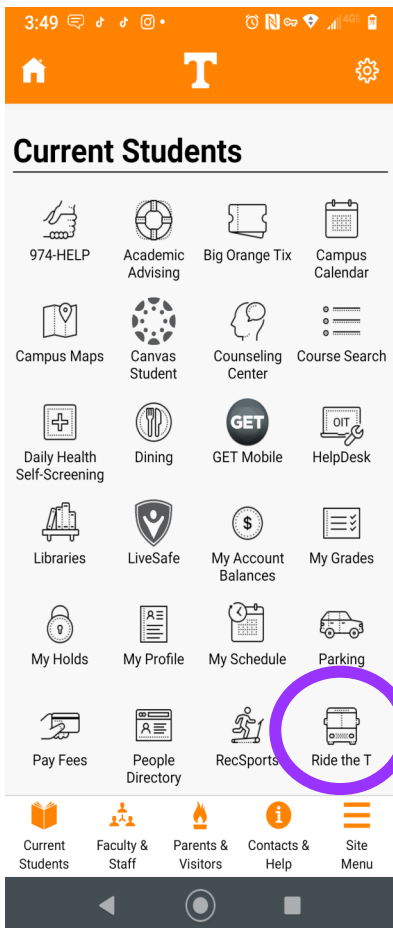 3:49
4GE
T
Current Students
974-HELP
Academic
Advising
Big Orange Tix
Campus
Calendar
Campus Maps
Canvas
Student
Counseling
Center
Course Search
Daily Health
Self-Screening
Dining
GET
GET Mobile
OIT
HelpDesk
Libraries
LiveSafe
$
My Account
Balances
My Grades
My Holds
My Profile
My Schedule
Parking
Pay Fees
People
Directory
RecSports
Ride the T
Current
Students
Faculty &
Staff
Parents &
Visitors
Contacts &
Help
Site
Menu